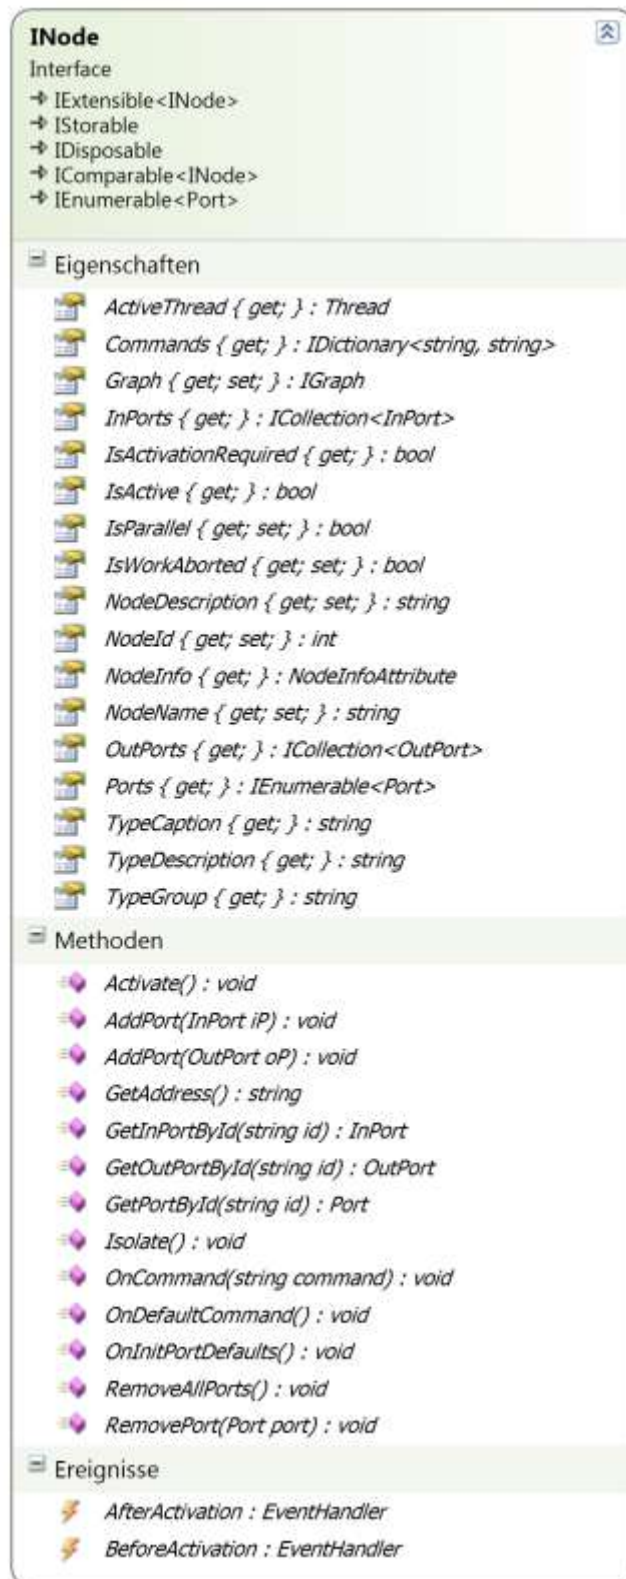 INode
Interface
IExtensible<INode>
IStorable
IDisposable
IComparable<INode>
IEnumerable<Port>
Eigenschaften
ActiveThread { get; } : Thread
Commands { get; } : IDictionary<string, string>
Graph { get; set; } : IGraph
InPorts { get; } : ICollection<InPort>
IsActivationRequired { get; } : bool
IsActive { get; } : bool
IsParallel { get; set; } : bool
IsWorkAborted { get; set; } : bool
NodeDescription { get; set; } : string
NodeId { get; set; } : int
NodeInfo { get; } : NodeInfoAttribute
NodeName { get; set; } : string
OutPorts { get; } : ICollection<OutPort>
Ports { get; } : IEnumerable<Port>
TypeCaption { get; } : string
TypeDescription { get; } : string
TypeGroup { get; } : string
Methoden
Activate() : void
AddPort(InPort iP) : void
AddPort(OutPort oP) : void
GetAddress() : string
GetInPortById(string id) : InPort
GetOutPortById(string id) : OutPort
GetPortById(string id) : Port
Isolate() : void
OnCommand(string command) : void
OnDefaultCommand() : void
OnInitPortDefaults() : void
RemoveAllPorts() : void
RemovePort(Port port) : void
Ereignisse
AfterActivation : EventHandler
BeforeActivation : EventHandler